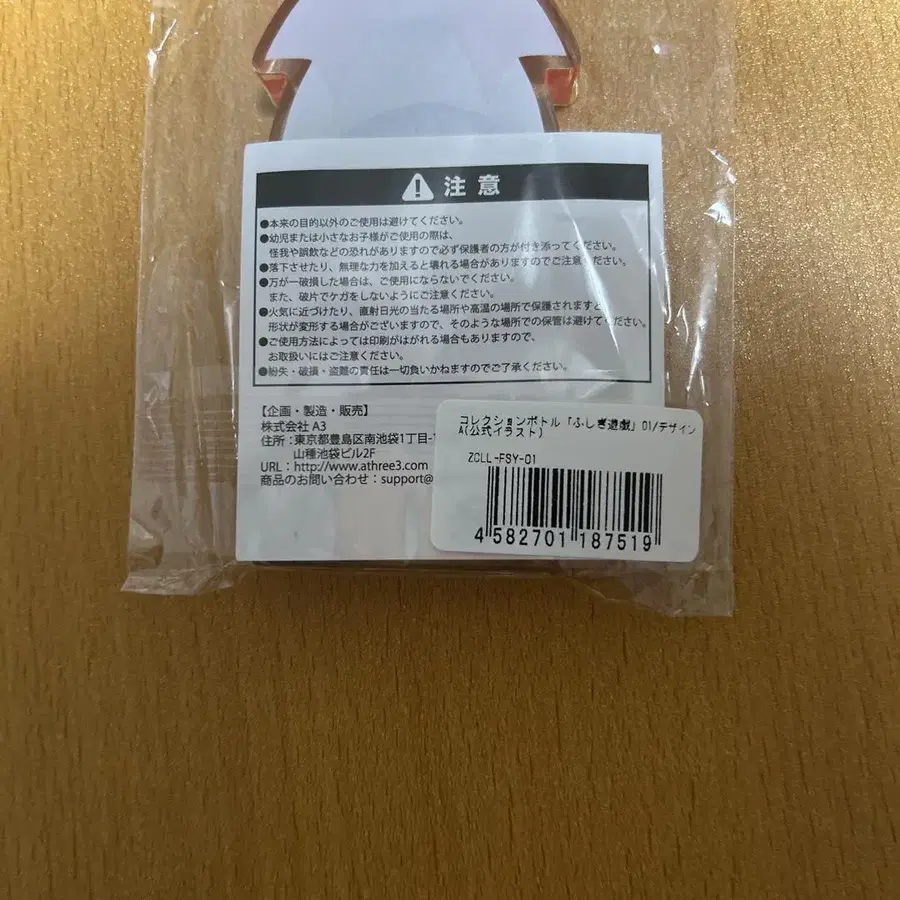 注意
●本来の目的以外のご使用は避けてください。
●幼児または小さなお子様がご使用の際は、
怪我や誤飲などの恐れがありますので必ず保護者の方が付き添ってください。
●落下させたり、無理な力を加えると壊れる場合がありますのでご注意ください。
●万が一破損した場合は、ご使用にならないでください。
また、破片でケガをしないようにご注意ください。
●火気に近づけたり、直射日光の当たる場所や高温の場所で保護されますと
形状が変形する場合がございますので、そのような場所での保管は避けてください。
●ご使用方法によっては印刷がはがれる場合もありますので、
お取扱いにはご注意ください。
●紛失・破損・盗難の責任は一切負いかねますのでご了承ください。
【企画・製造・販売】
株式会社 A3
住所：東京都豊島区南池袋1丁目-
山種池袋ビル2F
URL：http://www.athree3.com
商品のお問い合わせ：support@
コレクションボトル「ふしぎ遊戯」01/デザイン
A(公式イラスト)
ZCLL-FSY-01
4 582701 187519